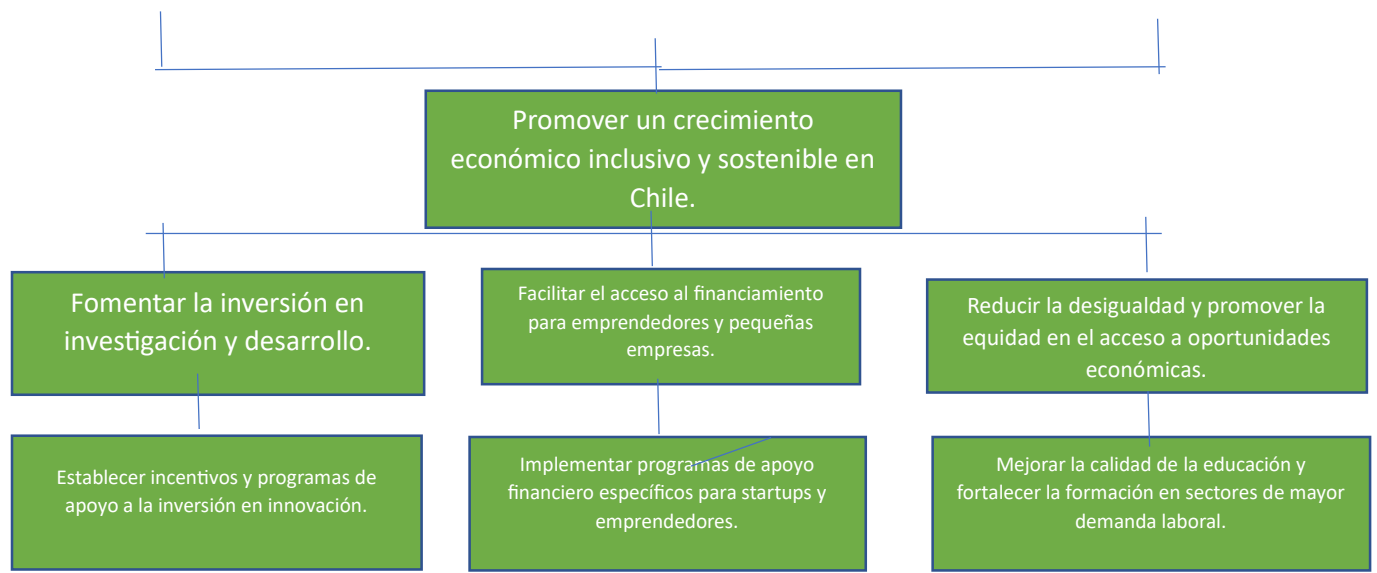 Promover un crecimiento
económico inclusivo y sostenible en
Chile.
Fomentar la inversión en
investigación y desarrollo.
Facilitar el acceso al financiamiento
para emprendedores y pequeñas
empresas.
Reducir la desigualdad y promover la
equidad en el acceso a oportunidades
económicas.
Establecer incentivos y programas de
apoyo a la inversión en innovación.
Implementar programas de apoyo
financiero específicos para startups y
emprendedores.
Mejorar la calidad de la educación y
fortalecer la formación en sectores de mayor
demanda laboral.